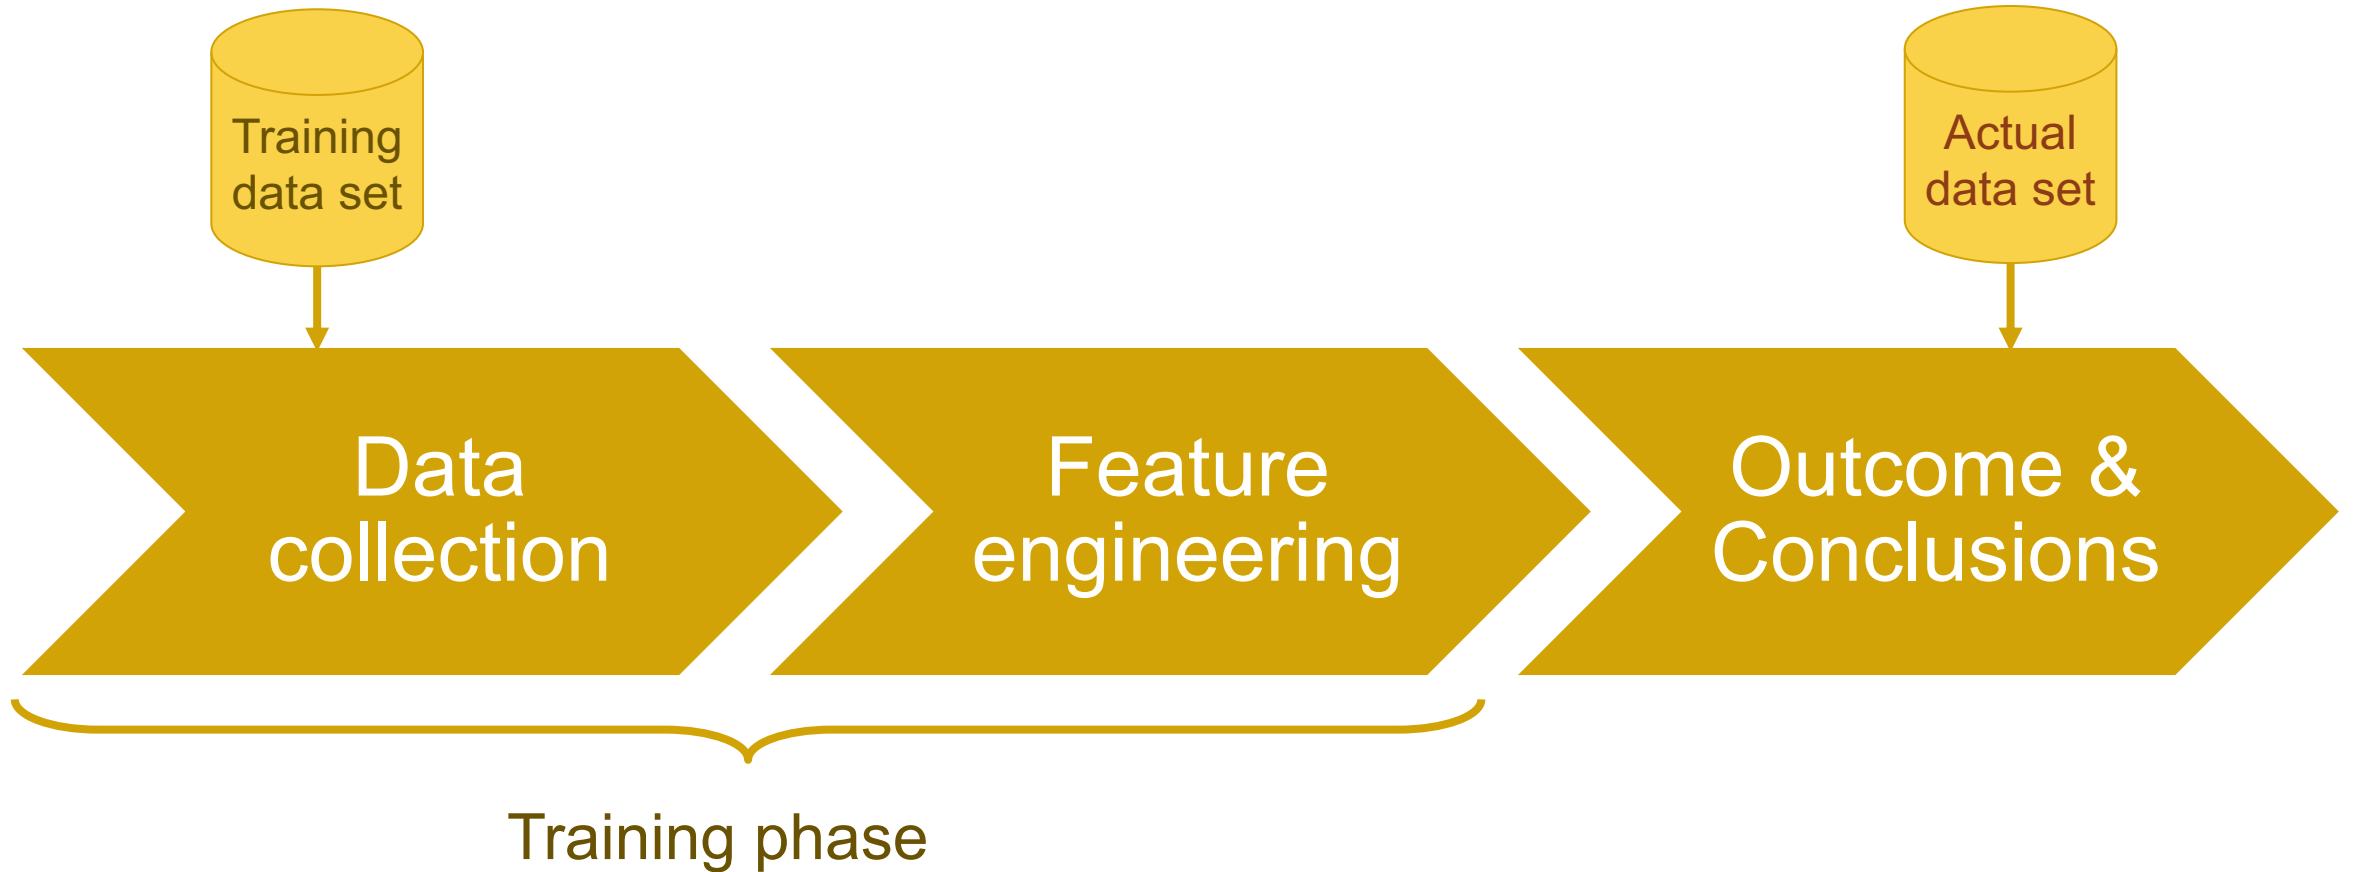 Training
data set
Actual
data set
Data
collection
Feature
engineering
Outcome &
Conclusions
Training phase